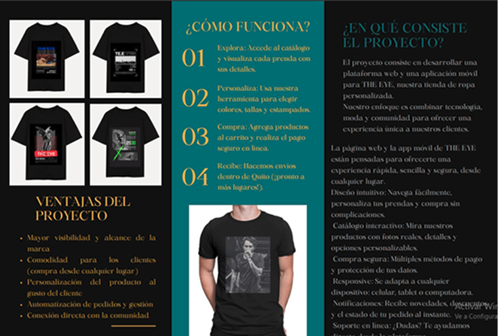 THE EYE
VENTAJAS DEL
PROYECTO
Mayor visibilidad y alcance de la
marca
Comodidad para los clientes
(compra desde cualquier lugar)
Personalización del producto al
gusto del cliente
Automatización de pedidos y gestión
Conexión directa con la comunidad
¿CÓMO FUNCIONA?
01
Explora: Accede al catálogo
y visualiza cada prenda con
sus detalles.
02
Personaliza: Usa nuestra
herramienta para elegir
colores, tallas y estampados.
03
Compra: Agrega productos
al carrito y realiza el pago
seguro en línea.
04
Recibe: Hacemos envíos
dentro de Quito (¡pronto a
más lugares!).
¿EN QUÉ CONSISTE
EL PROYECTO?
El proyecto consiste en desarrollar una
plataforma web y una aplicación móvil
para THE EYE, nuestra tienda de ropa
personalizada.
Nuestro enfoque es combinar tecnología,
moda y comunidad para ofrecer una
experiencia única a nuestros clientes.
La página web y la app móvil de THE EYE
están pensadas para ofrecerte una
experiencia rápida, sencilla y segura, desde
cualquier lugar.
Diseño intuitivo: Navega fácilmente,
personaliza tus prendas y compra sin
complicaciones.
Catálogo interactivo: Mira nuestros
productos con fotos reales, detalles y
opciones personalizables.
Compra segura: Múltiples métodos de pago
y protección de tus datos.
Responsive: Se adapta a cualquier
dispositivo: celular, tablet o computadora.
Notificaciones: Recibe novedades, descuentos
y el estado de tu pedido al instante.
Soporte en línea: ¿Dudas? Te ayudamos
Activar Win
Ve a Configura